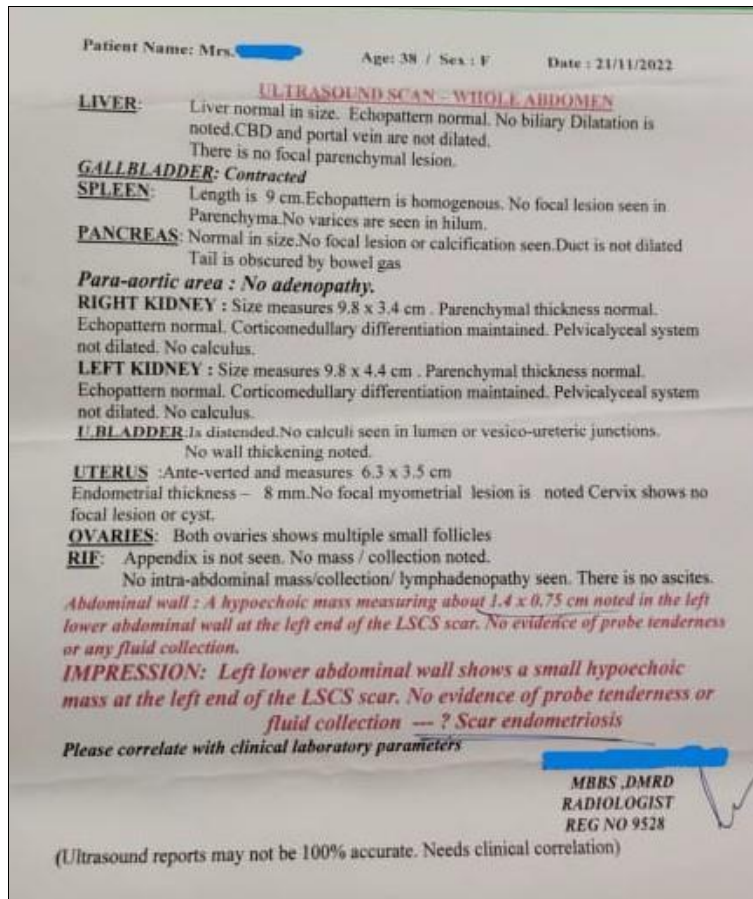 Patient Name: Mrs.
Age: 38 / Sex : F
Date : 21/11/2022
ULTRASOUND SCAN – WHOLE ABDOMEN
LIVER: Liver normal in size. Echopattern normal. No biliary Dilatation is
noted.CBD and portal vein are not dilated.
There is no focal parenchymal lesion.
GALLBLADDER: Contracted
SPLEEN: Length is 9 cm.Echopattern is homogenous. No focal lesion seen in
Parenchyma.No varices are seen in hilum.
PANCREAS: Normal in size.No focal lesion or calcification seen.Duct is not dilated
Tail is obscured by bowel gas
Para-aortic area : No adenopathy.
RIGHT KIDNEY : Size measures 9.8 x 3.4 cm . Parenchymal thickness normal.
Echopattern normal. Corticomedullary differentiation maintained. Pelvicalyceal system
not dilated. No calculus.
LEFT KIDNEY : Size measures 9.8 x 4.4 cm . Parenchymal thickness normal.
Echopattern normal. Corticomedullary differentiation maintained. Pelvicalyceal system
not dilated. No calculus.
U.BLADDER:Is distended.No calculi seen in lumen or vesico-ureteric junctions.
No wall thickening noted.
UTERUS :Ante-verted and measures 6.3 x 3.5 cm
Endometrial thickness – 8 mm.No focal myometrial lesion is noted Cervix shows no
focal lesion or cyst.
OVARIES: Both ovaries shows multiple small follicles
RIF: Appendix is not seen. No mass / collection noted.
No intra-abdominal mass/collection/ lymphadenopathy seen. There is no ascites.
Abdominal wall : A hypoechoic mass measuring about 1.4 x 0.75 cm noted in the left
lower abdominal wall at the left end of the LSCS scar. No evidence of probe tenderness
or any fluid collection.
IMPRESSION: Left lower abdominal wall shows a small hypoechoic
mass at the left end of the LSCS scar. No evidence of probe tenderness or
fluid collection --- ? Scar endometriosis
Please correlate with clinical laboratory parameters
MBBS ,DMRD
RADIOLOGIST
REG NO 9528
(Ultrasound reports may not be 100% accurate. Needs clinical correlation)